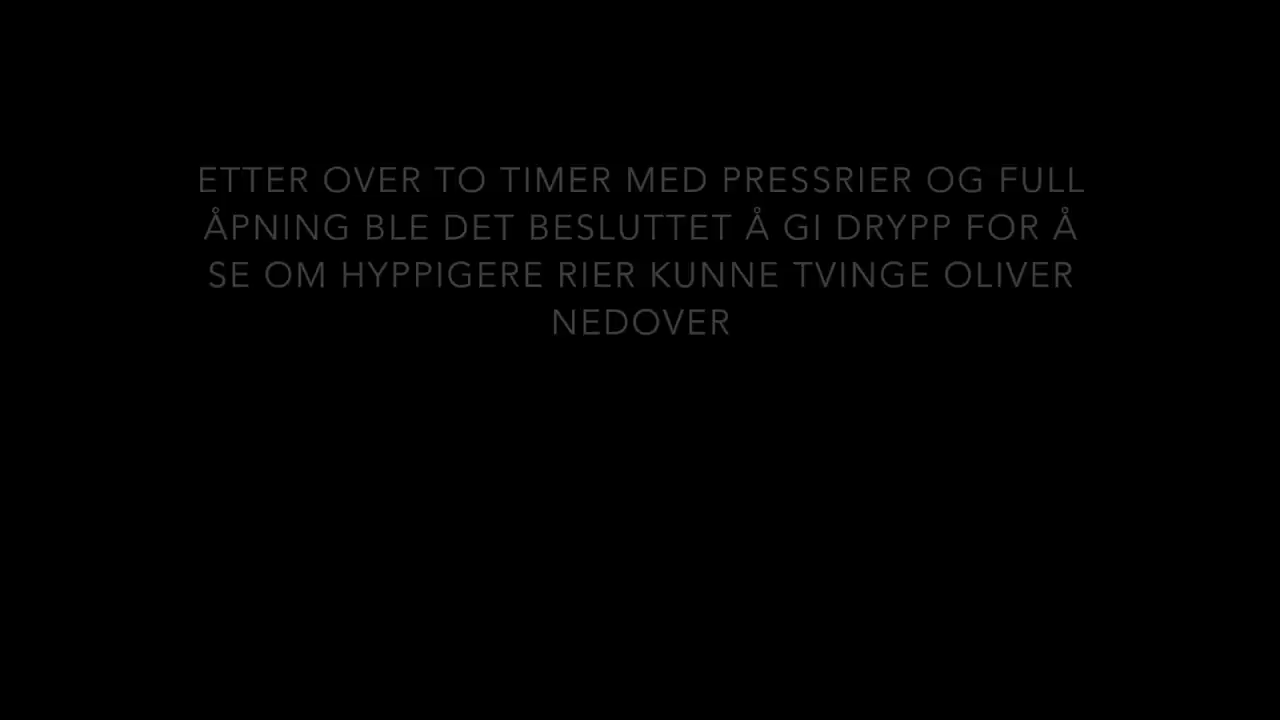 ETTER OVER TO TIMER MED PRESSRIER OG FULL
ÅPNING BLE DET BESLUTTET Å GI DRYPP FOR Å
SE OM HYPPIGERE RIER KUNNE TVINGE OLIVER
NEDOVER